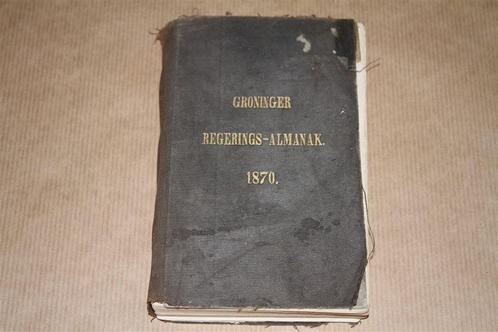 GRONINGER
REGERINGS-ALMANAK.
1870.